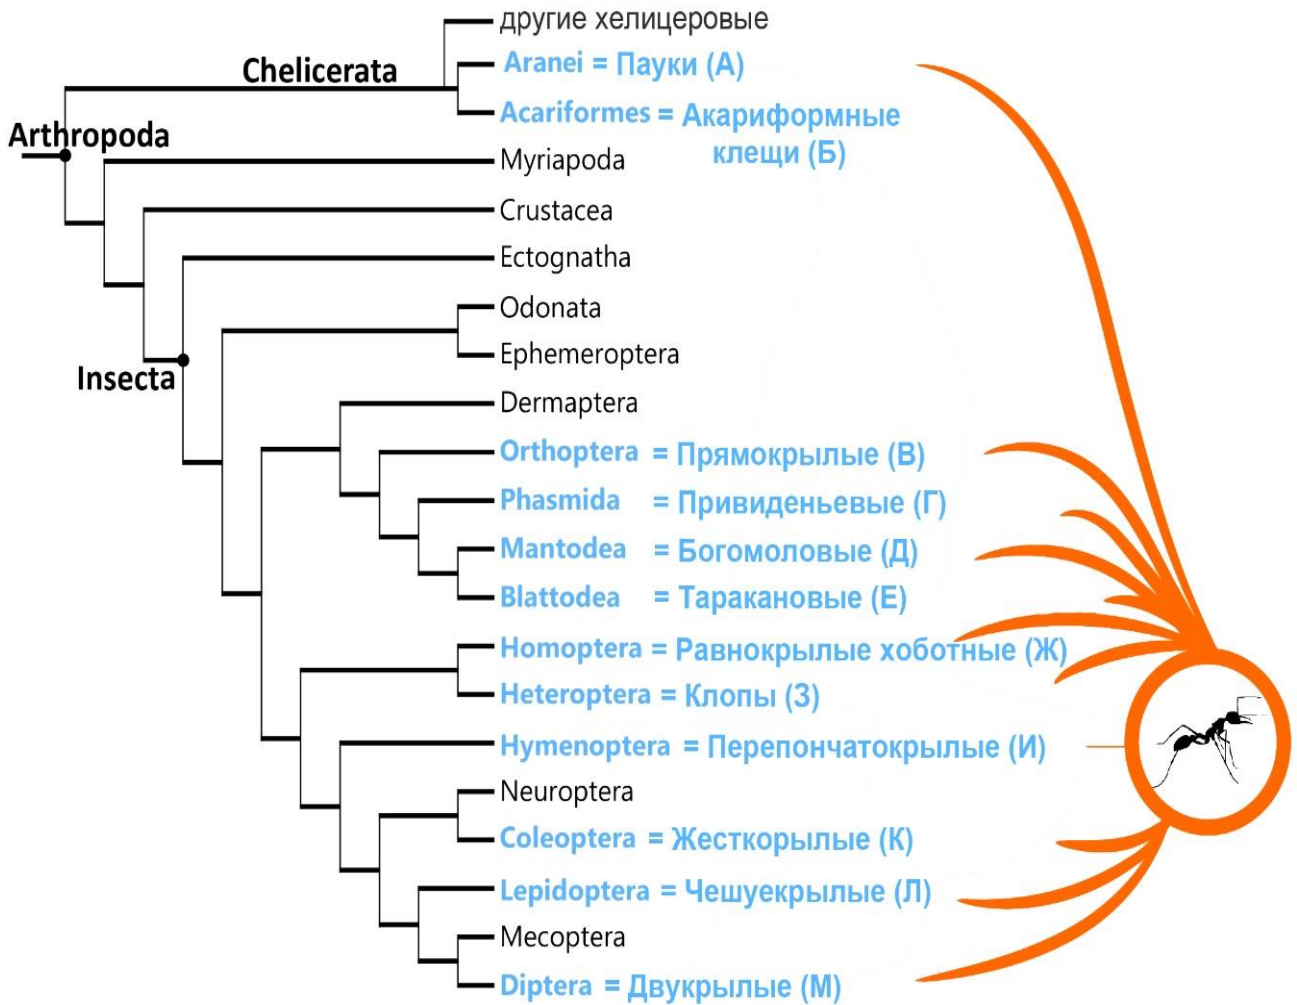 другие хелицеровые
Aranei = Пауки (А)
Chelicerata
Acariformes = Акариформные
клещи (Б)
Arthropoda
Myriapoda
Crustacea
Ectognatha
Odonata
Ephemeroptera
Insecta
Dermaptera
Orthoptera = Прямокрылые (В)
Phasmida = Привиденьевые (Г)
Mantodea = Богомоловые (Д)
Blattodea = Таракановые (Е)
Homoptera = Равнокрылые хоботные (Ж)
Heteroptera = Клопы (З)
Hymenoptera = Перепончатокрылые (И)
Neuroptera
Coleoptera = Жесткорылые (К)
Lepidoptera = Чешуекрылые (Л)
Mecoptera
Diptera = Двукрылые (М)